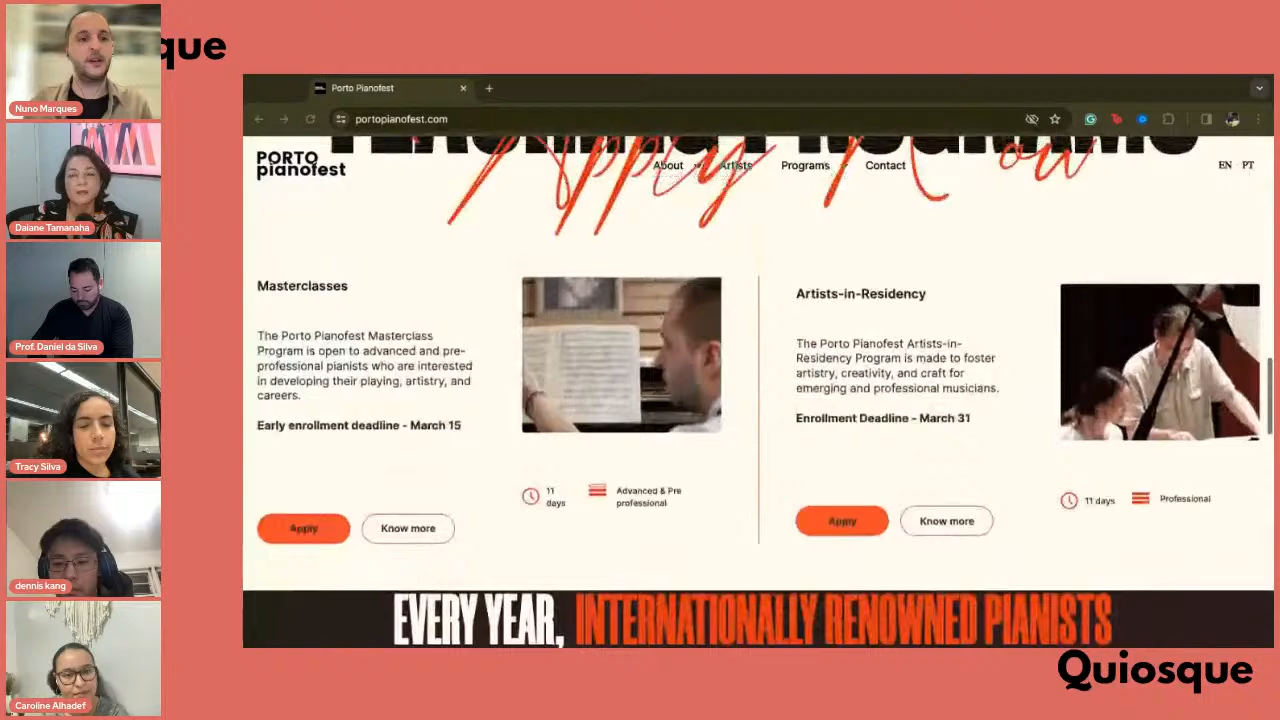 que
Nuno Marques
Daiane Tamanaha
Prof. Daniel da Silva
Tracy Silva
dennis kang
Caroline Alhadef
Porto Pianofest
portopianofest.com
TEACHING PROGRAMS
Apply Now
PORTO
pianofest
About
Artists
Programs
Contact
EN PT
Masterclasses
The Porto Pianofest Masterclass
Program is open to advanced and pre-
professional pianists who are interested
in developing their playing, artistry, and
careers.
Early enrollment deadline - March 15
11
days
Advanced & Pre
professional
Apply
Know more
Artists-in-Residency
The Porto Pianofest Artists-in-
Residency Program is made to foster
artistry, creativity, and craft for
emerging and professional musicians.
Enrollment Deadline - March 31
11 days
Professional
Apply
Know more
EVERY YEAR, INTERNATIONALLY RENOWNED PIANISTS
Quiosque